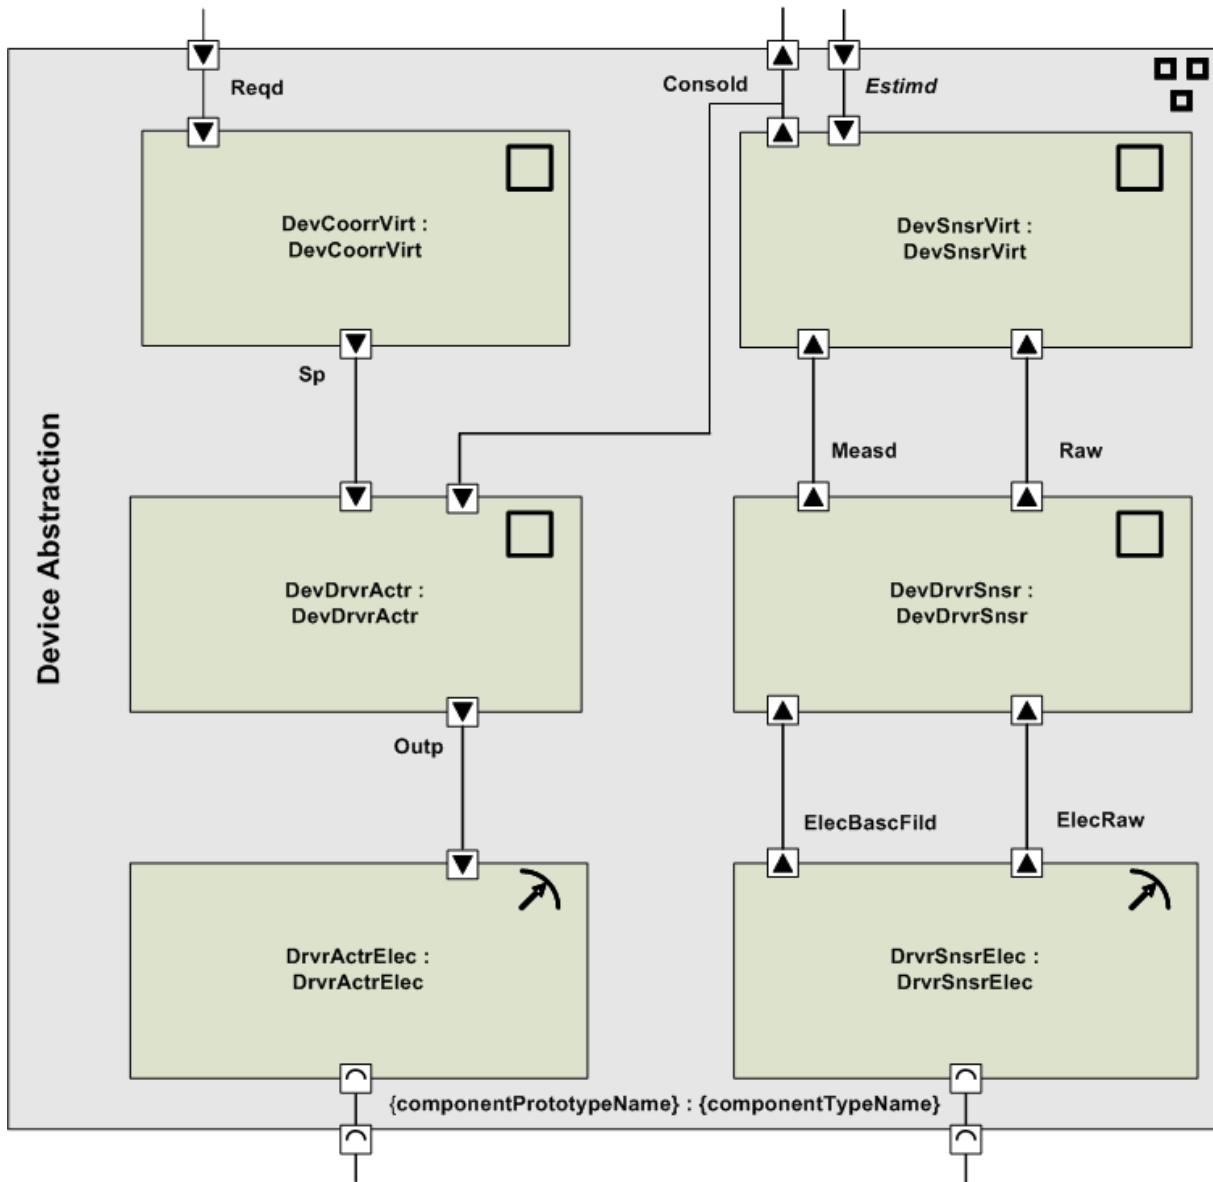 Reqd
Consold
Estimd
DevCoorrVirt :
DevCoorrVirt
DevSnsrVirt :
DevSnsrVirt
Sp
Measd
Raw
Device Abstraction
DevDrvrActr :
DevDrvrActr
DevDrvrSnsr :
DevDrvrSnsr
Outp
ElecBascFild
ElecRaw
DrvrActrElec :
DrvrActrElec
DrvrSnsrElec :
DrvrSnsrElec
{componentPrototypeName} : {componentTypeName}